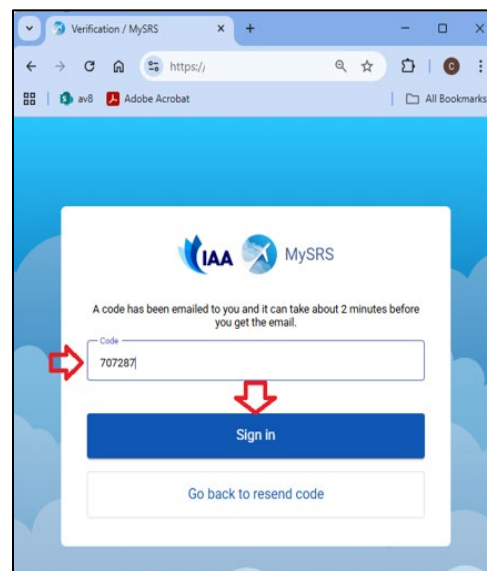 Verification / MySRS
https://
av8 Adobe Acrobat All Bookmarks
C
IAA MySRS
A code has been emailed to you and it can take about 2 minutes before
you get the email.
Code
707287
Sign in
Go back to resend code